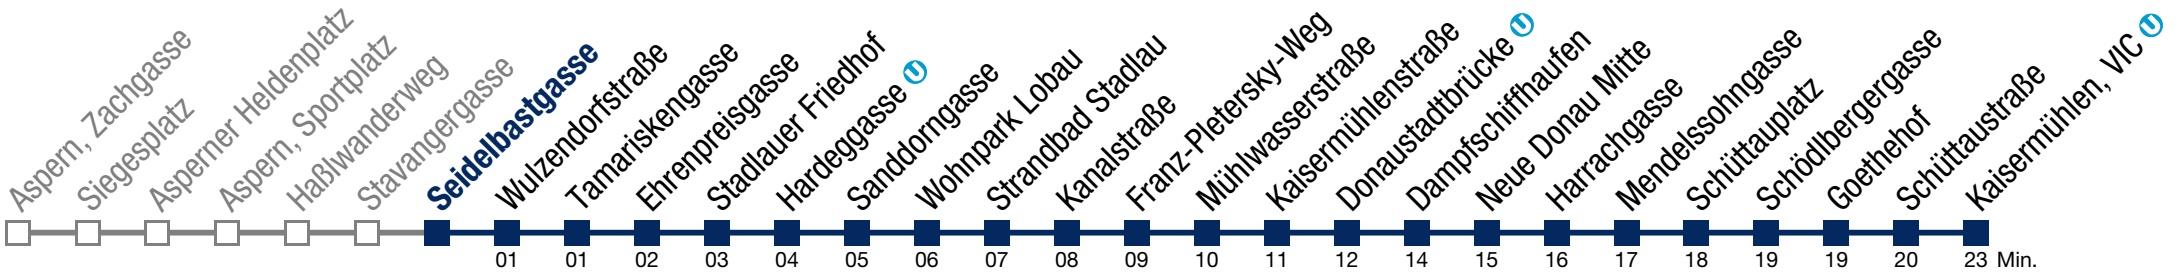 Aspern, Zachgasse
Siegesplatz
Asperner Heldenplatz
Aspern, Sportplatz
Haßlwanderweg
Stavangergasse
Seidelbastgasse
Wulzendorfstraße
Tamariskengasse
Ehrenpreisgasse
Stadlauer Friedhof
Hardeggasse U
Sanddorngasse
Wohnpark Lobau
Strandbad Stadlau
Kanalstraße
Franz-Pletersky-Weg
Mühlwasserstraße
Kaisermühlenstraße
Donaustadtbrücke U
Dampfschiffhaufen
Neue Donau Mitte
Harrachgasse
Mendelssohngasse
Schüttauplatz
Schödlbergergasse
Goethehof
Schüttaustraße
Kaisermühlen, VIC U
01 01 02 03 04 05 06 07 08 09 10 11 12 14 15 16 17 18 19 19 20 23 Min.